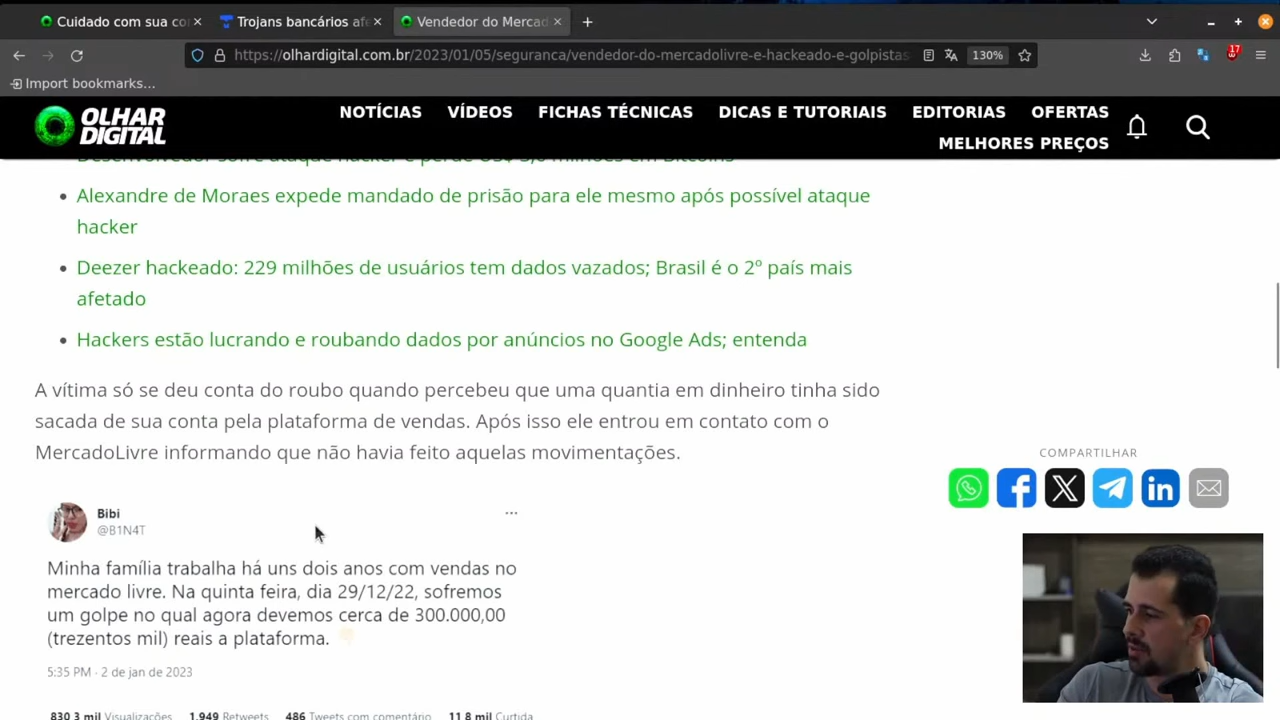 Cuidado com sua co
Trojans bancários afe
Vendedor do Mercad
https://olhardigital.com.br/2023/01/05/seguranca/vendedor-do-mercadolivre-e-hackeado-e-golpistas
130%
17
Import bookmarks...
OLHAR
DIGITAL
NOTÍCIAS
VÍDEOS
FICHAS TÉCNICAS
DICAS E TUTORIAIS
EDITORIAS
OFERTAS
MELHORES PREÇOS
Alexandre de Moraes expede mandado de prisão para ele mesmo após possível ataque
hacker
Deezer hackeado: 229 milhões de usuários tem dados vazados; Brasil é o 2º país mais
afetado
Hackers estão lucrando e roubando dados por anúncios no Google Ads; entenda
A vítima só se deu conta do roubo quando percebeu que uma quantia em dinheiro tinha sido
sacada de sua conta pela plataforma de vendas. Após isso ele entrou em contato com o
MercadoLivre informando que não havia feito aquelas movimentações.
COMPARTILHAR
Bibi
@B1N4T
Minha família trabalha há uns dois anos com vendas no
mercado livre. Na quinta feira, dia 29/12/22, sofremos
um golpe no qual agora devemos cerca de 300.000,00
(trezentos mil) reais a plataforma.
5:35 PM · 2 de jan de 2023
830,3 mil Visualizações 1.949 Retweets 486 Tweets com comentário 11,8 mil Curtida